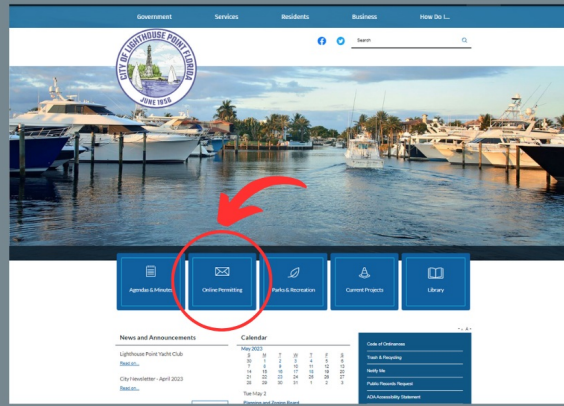 Government Services Residents Business How Do I...
CITY OF LIGHTHOUSE POINT FLORIDA
JUNE 1956
Search
Agendas & Minutes
Online Permitting
Parks & Recreation
Current Projects
Library
News and Announcements
Lighthouse Point Yacht Club
Read on...
City Newsletter - April 2023
Read on...
Calendar
May 2023
S M T W T F S
30 1 2 3 4 5 6
7 8 9 10 11 12 13
14 15 16 17 18 19 20
21 22 23 24 25 26 27
28 29 30 31 1 2 3
Tue May 2
Planning and Zoning Board
Code of Ordinances
Trash & Recycling
Notify Me
Public Records Request
ADA Accessibility Statement